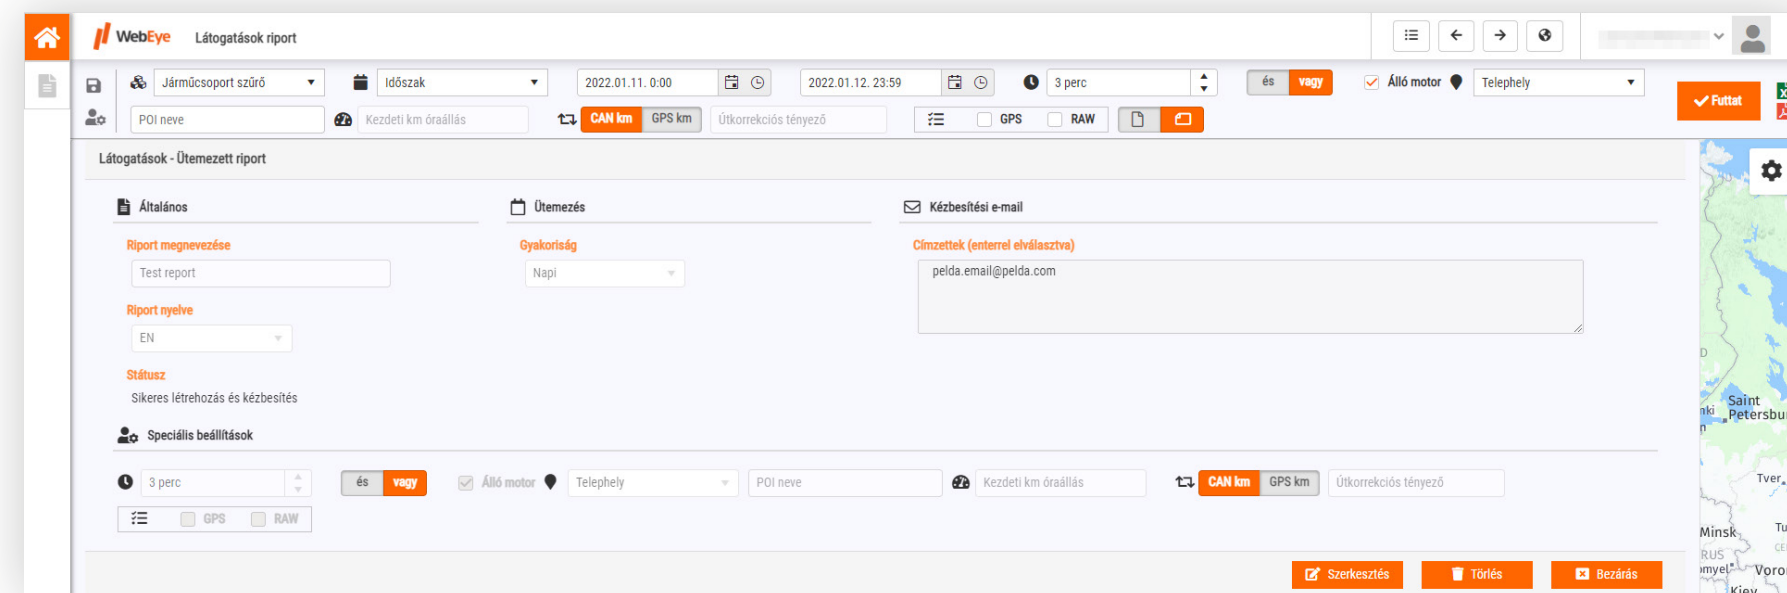 WebEye Látogatások riport
Járműcsoport szűrő Időszak 2022.01.11. 0:00 2022.01.12. 23:59 3 perc és vagy Álló motor Telephely
Futtat
POI neve Kezdeti km óraállás CAN km GPS km Útkorrekciós tényező GPS RAW
Látogatások - Ütemezett riport
Általános Ütemezés Kézbesítési e-mail
Riport megnevezése Gyakoriság Címzettek (enterrel elválasztva)
Test report Napi pelda.email@pelda.com
Riport nyelve
EN
Státusz
Sikeres létrehozás és kézbesítés
Speciális beállítások
3 perc és vagy Álló motor Telephely POI neve Kezdeti km óraállás CAN km GPS km Útkorrekciós tényező
GPS RAW
Szerkesztés Törlés Bezárás
Saint
Petersbu
Tver
Minsk
Tu
RUS
omyel'
Voro
Kiev